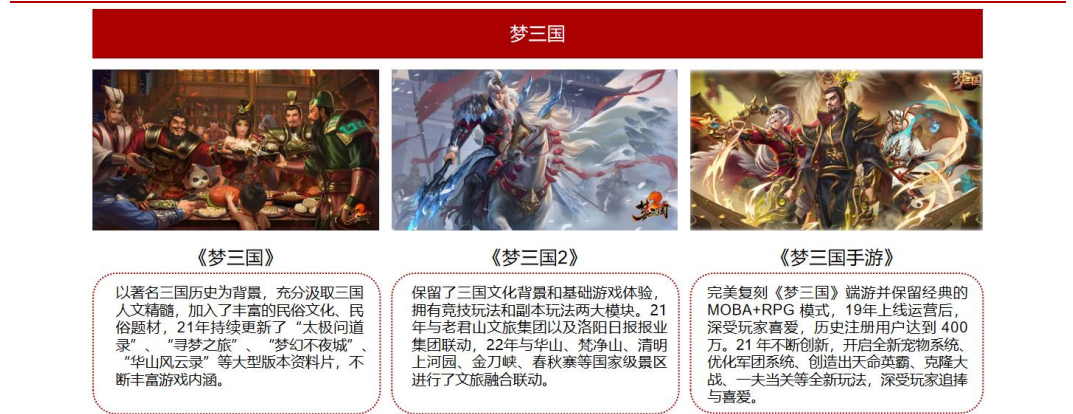 梦三国
梦三国
2
梦三国
《梦三国》
以著名三国历史为背景，充分汲取三国
人文精髓，加入了丰富的民俗文化、民
俗题材，21年持续更新了“太极问道
录”、“寻梦之旅”、“梦幻不夜城”、
“华山风云录”等大型版本资料片，不
断丰富游戏内涵。
《梦三国2》
保留了三国文化背景和基础游戏体验，
拥有竞技玩法和副本玩法两大模块。21
年与老君山文旅集团以及洛阳日报报业
集团联动，22年与华山、梵净山、清明
上河园、金刀峡、春秋寨等国家级景区
进行了文旅融合联动。
《梦三国手游》
完美复刻《梦三国》端游并保留经典的
MOBA+RPG 模式，19年上线运营后，
深受玩家喜爱，历史注册用户达到 400
万。21 年不断创新，开启全新宠物系统、
优化军团系统、创造出天命英霸、克隆大
战、一夫当关等全新玩法，深受玩家追捧
与喜爱。